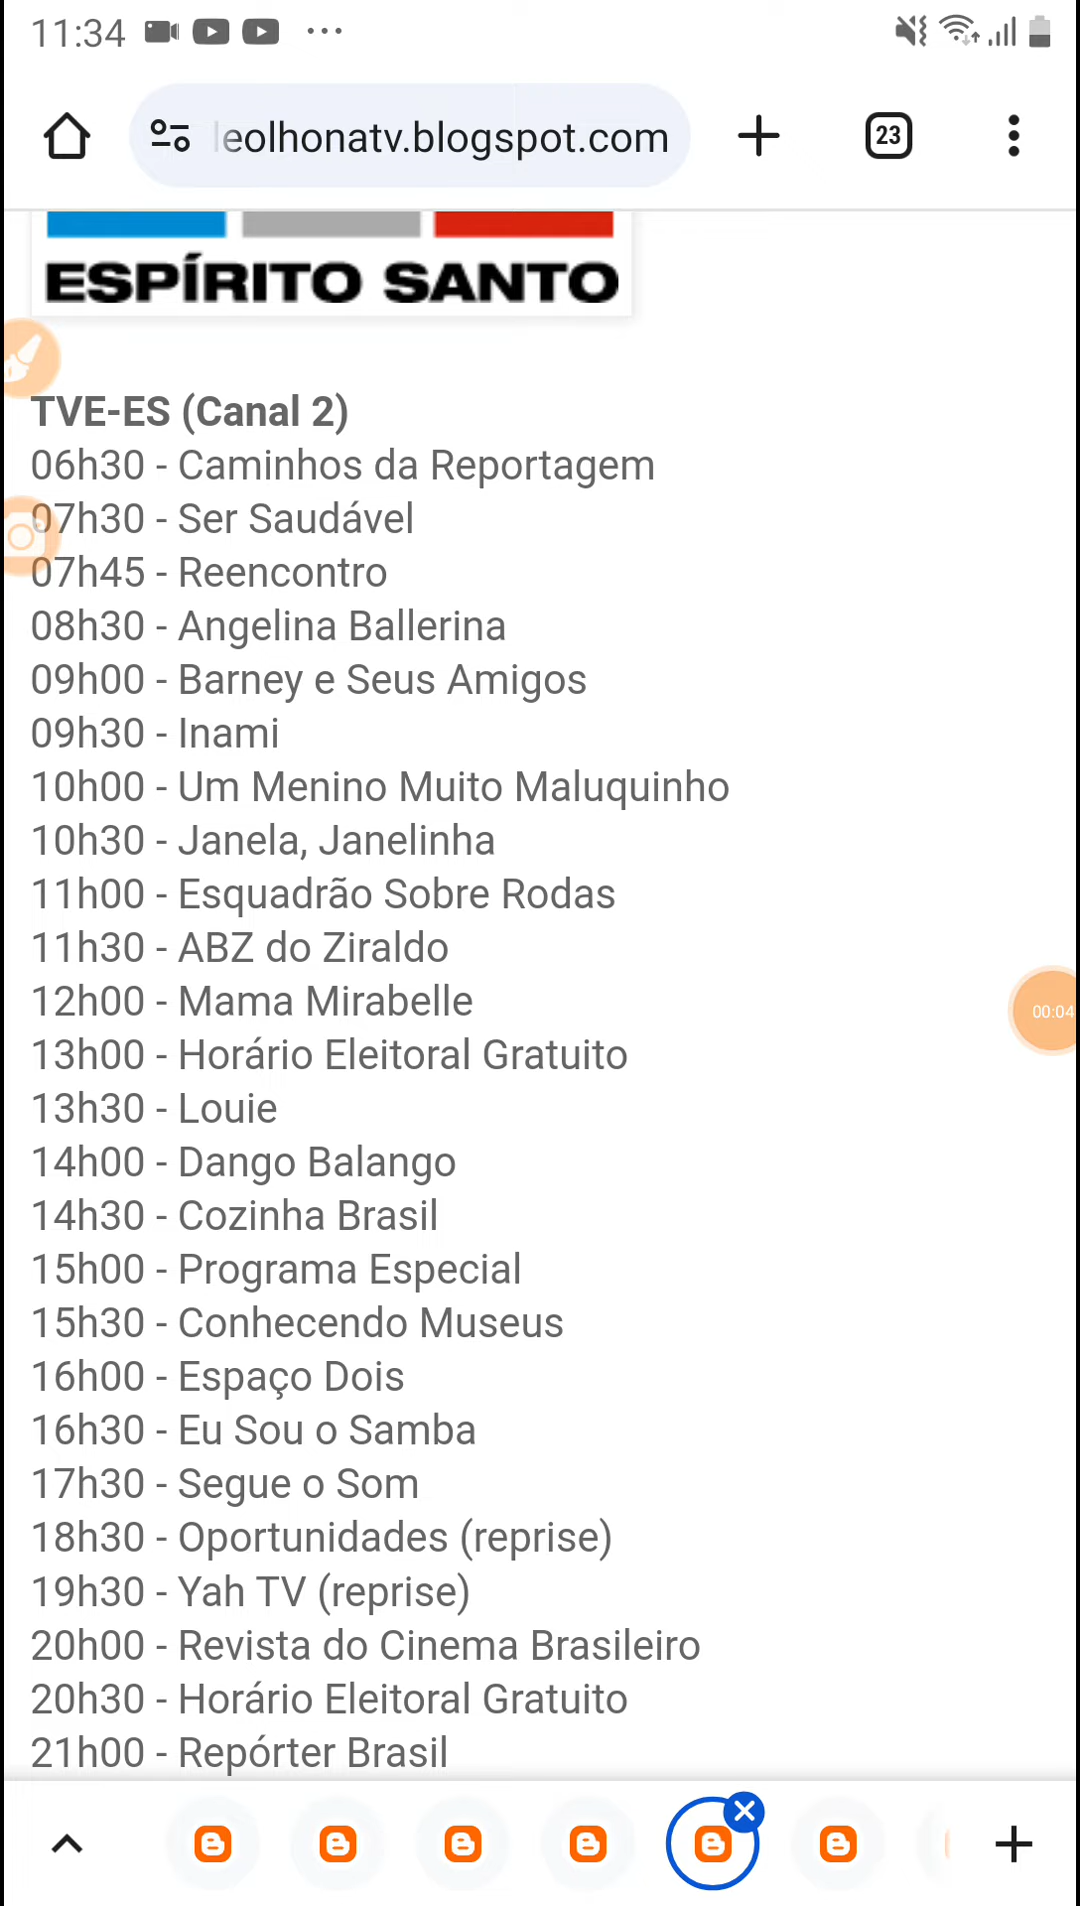 11:34
leolhonatv.blogspot.com
23
ESPÍRITO SANTO
TVE-ES (Canal 2)
06h30 - Caminhos da Reportagem
07h30 - Ser Saudável
07h45 - Reencontro
08h30 - Angelina Ballerina
09h00 - Barney e Seus Amigos
09h30 - Inami
10h00 - Um Menino Muito Maluquinho
10h30 - Janela, Janelinha
11h00 - Esquadrão Sobre Rodas
11h30 - ABZ do Ziraldo
12h00 - Mama Mirabelle
00:04
13h00 - Horário Eleitoral Gratuito
13h30 - Louie
14h00 - Dango Balango
14h30 - Cozinha Brasil
15h00 - Programa Especial
15h30 - Conhecendo Museus
16h00 - Espaço Dois
16h30 - Eu Sou o Samba
17h30 - Segue o Som
18h30 - Oportunidades (reprise)
19h30 - Yah TV (reprise)
20h00 - Revista do Cinema Brasileiro
20h30 - Horário Eleitoral Gratuito
21h00 - Repórter Brasil